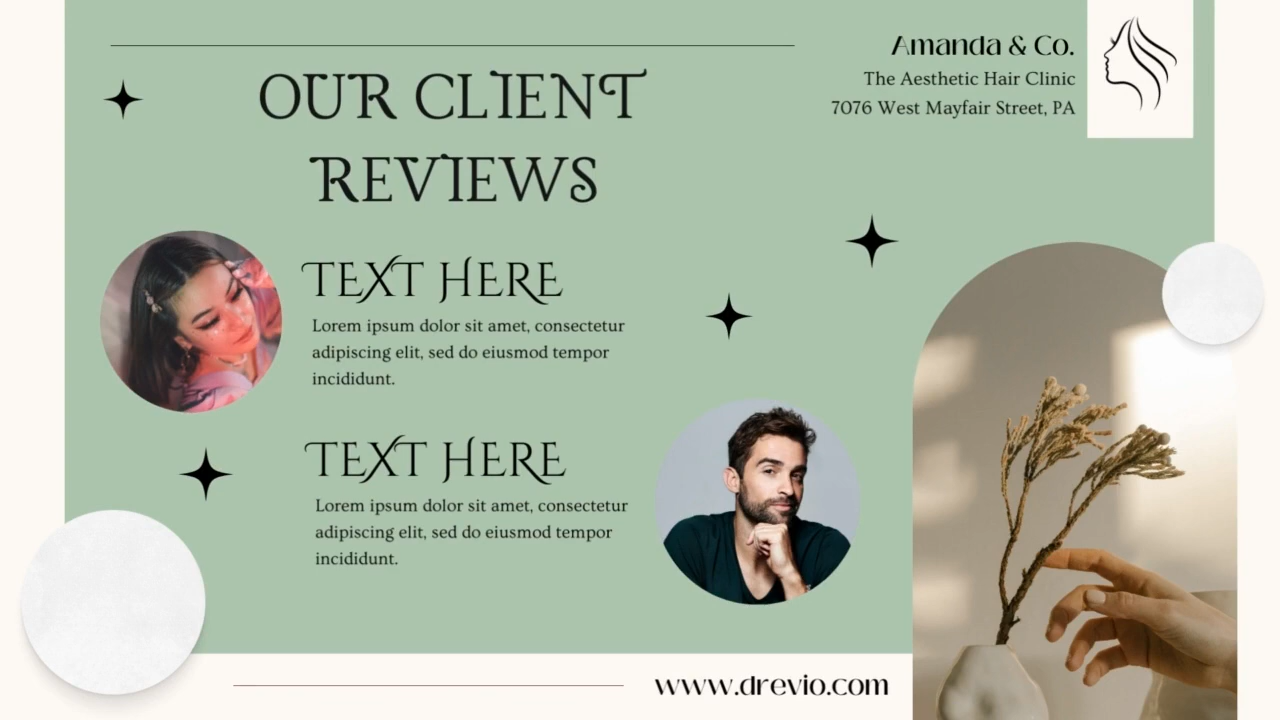 Amanda & Co.
The Aesthetic Hair Clinic
7076 West Mayfair Street, PA
OUR CLIENT
REVIEWS
TEXT HERE
Lorem ipsum dolor sit amet, consectetur
adipiscing elit, sed do eiusmod tempor
incididunt.
TEXT HERE
Lorem ipsum dolor sit amet, consectetur
adipiscing elit, sed do eiusmod tempor
incididunt.
www.drevio.com